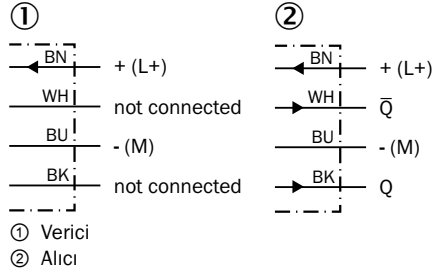 ① ②
BN + (L+)
WH not connected
BU - (M)
BK not connected
BN + (L+)
WH Q̅
BU - (M)
BK Q
① Verici
② Alıcı